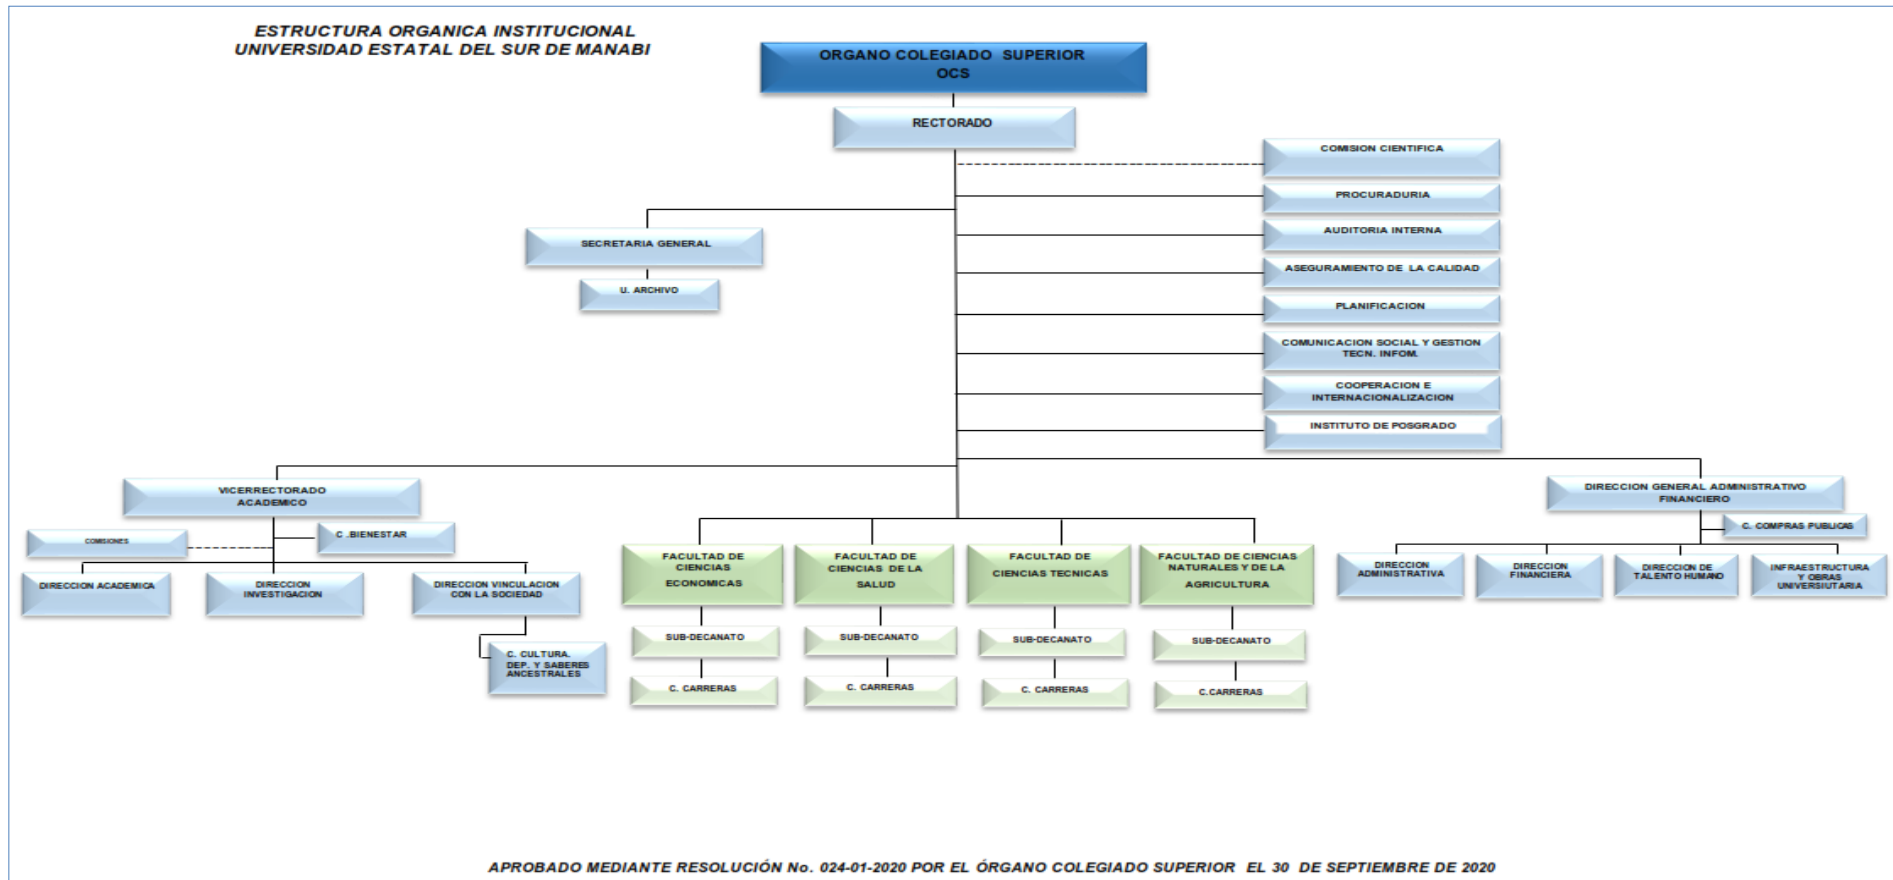 ESTRUCTURA ORGANICA INSTITUCIONAL
UNIVERSIDAD ESTATAL DEL SUR DE MANABI
ORGANO COLEGIADO SUPERIOR
OCS
RECTORADO
COMISION CIENTIFICA
PROCURADURIA
SECRETARIA GENERAL
AUDITORIA INTERNA
ASEGURAMIENTO DE LA CALIDAD
U. ARCHIVO
PLANIFICACION
COMUNICACION SOCIAL Y GESTION
TECN. INFOM.
COOPERACION E
INTERNACIONALIZACION
INSTITUTO DE POSGRADO
VICERRECTORADO
ACADEMICO
DIRECCION GENERAL ADMINISTRATIVO
FINANCIERO
COMISIONES
C .BIENESTAR
C. COMPRAS PUBLICAS
DIRECCION ACADEMICA
DIRECCION
INVESTIGACION
DIRECCION VINCULACION
CON LA SOCIEDAD
C. CULTURA.
DEP. Y SABERES
ANCESTRALES
FACULTAD DE
CIENCIAS
ECONOMICAS
FACULTAD DE
CIENCIAS DE LA
SALUD
FACULTAD DE
CIENCIAS TECNICAS
FACULTAD DE CIENCIAS
NATURALES Y DE LA
AGRICULTURA
DIRECCION
ADMINISTRATIVA
DIRECCION
FINANCIERA
DIRECCION DE
TALENTO HUMANO
INFRAESTRUCTURA
Y OBRAS
UNIVERSIUTARIA
SUB-DECANATO
SUB-DECANATO
SUB-DECANATO
SUB-DECANATO
C. CARRERAS
C. CARRERAS
C. CARRERAS
C.CARRERAS
APROBADO MEDIANTE RESOLUCIÓN No. 024-01-2020 POR EL ÓRGANO COLEGIADO SUPERIOR EL 30 DE SEPTIEMBRE DE 2020